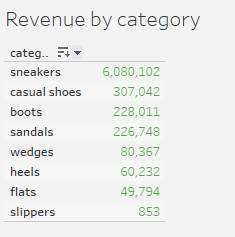 Revenue by category
categ..
sneakers 6,080,102
casual shoes 307,042
boots 228,011
sandals 226,748
wedges 80,367
heels 60,232
flats 49,794
slippers 853